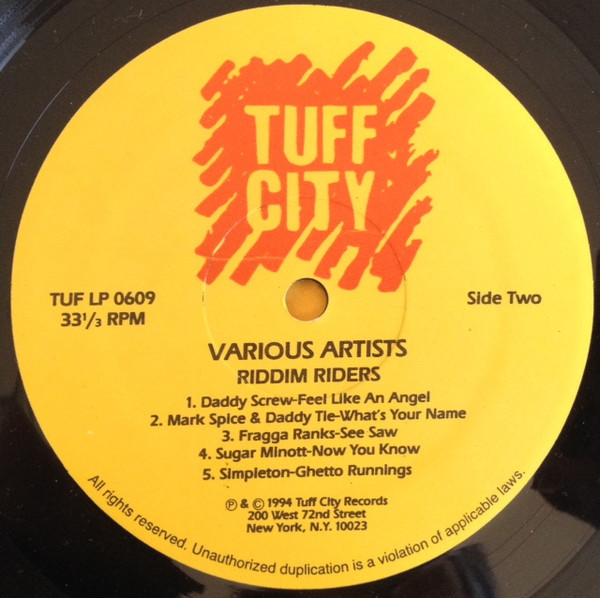 TUFF
CITY
TUF LP 0609
33¹/₃ RPM
Side Two
VARIOUS ARTISTS
RIDDIM RIDERS
1. Daddy Screw-Feel Like An Angel
2. Mark Spice & Daddy Tie-What's Your Name
3. Fragga Ranks-See Saw
4. Sugar Minott-Now You Know
5. Simpleton-Ghetto Runnings
℗ & © 1994 Tuff City Records
200 West 72nd Street
New York, N.Y. 10023
All rights reserved. Unauthorized duplication is a violation of applicable laws.